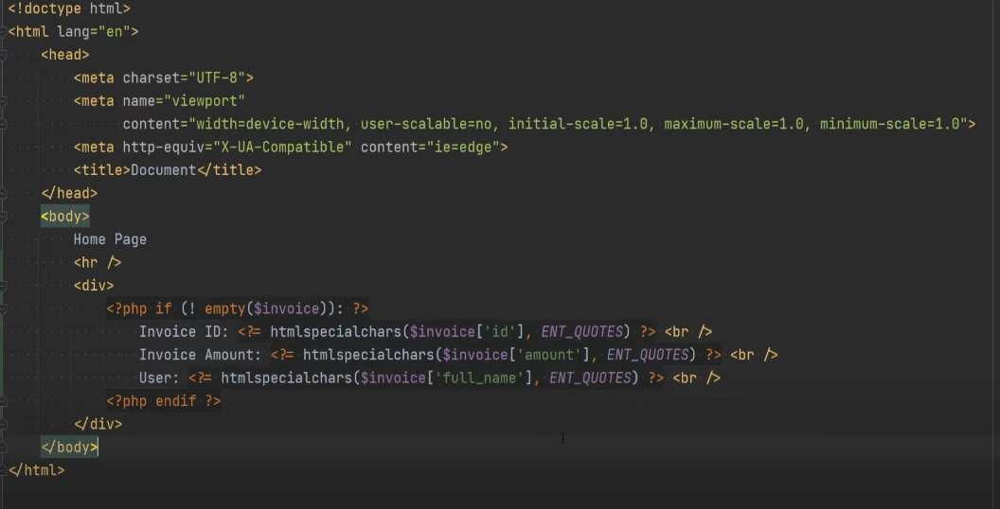 <!doctype html>
<html lang="en">
<head>
<meta charset="UTF-8">
<meta name="viewport"
content="width=device-width, user-scalable=no, initial-scale=1.0, maximum-scale=1.0, minimum-scale=1.0">
<meta http-equiv="X-UA-Compatible" content="ie=edge">
<title>Document</title>
</head>
<body>
Home Page
<hr />
<div>
<?php if (! empty($invoice)): ?>
Invoice ID: <?= htmlspecialchars($invoice['id'], ENT_QUOTES) ?> <br />
Invoice Amount: <?= htmlspecialchars($invoice['amount'], ENT_QUOTES) ?> <br />
User: <?= htmlspecialchars($invoice['full_name'], ENT_QUOTES) ?> <br />
<?php endif ?>
</div>
</body>
</html>